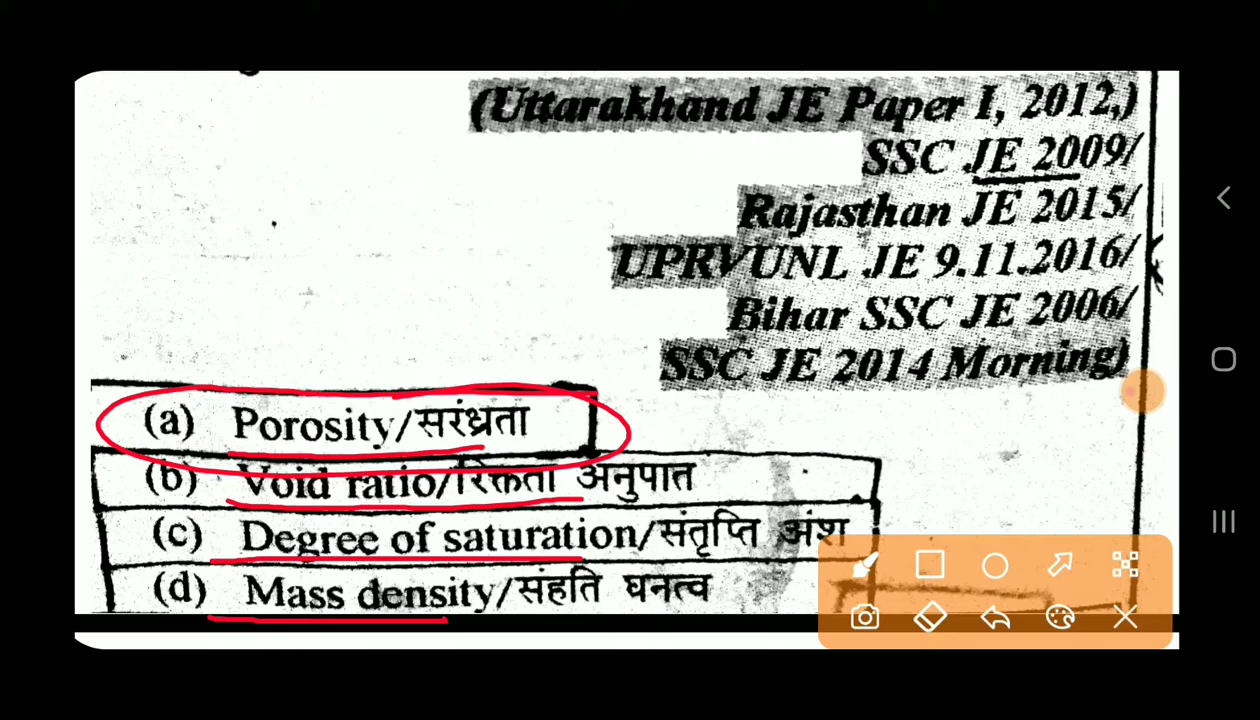 (Uttarakhand JE Paper I, 2012,)
SSC JE 2009/
Rajasthan JE 2015/
UPRVUNL JE 9.11.2016/
Bihar SSC JE 2006/
SSC JE 2014 Morning)
(a) Porosity/सरंध्रता
(b) Void ratio/रिक्तता अनुपात
(c) Degree of saturation/संतृप्ति अंश
(d) Mass density/संहति घनत्व